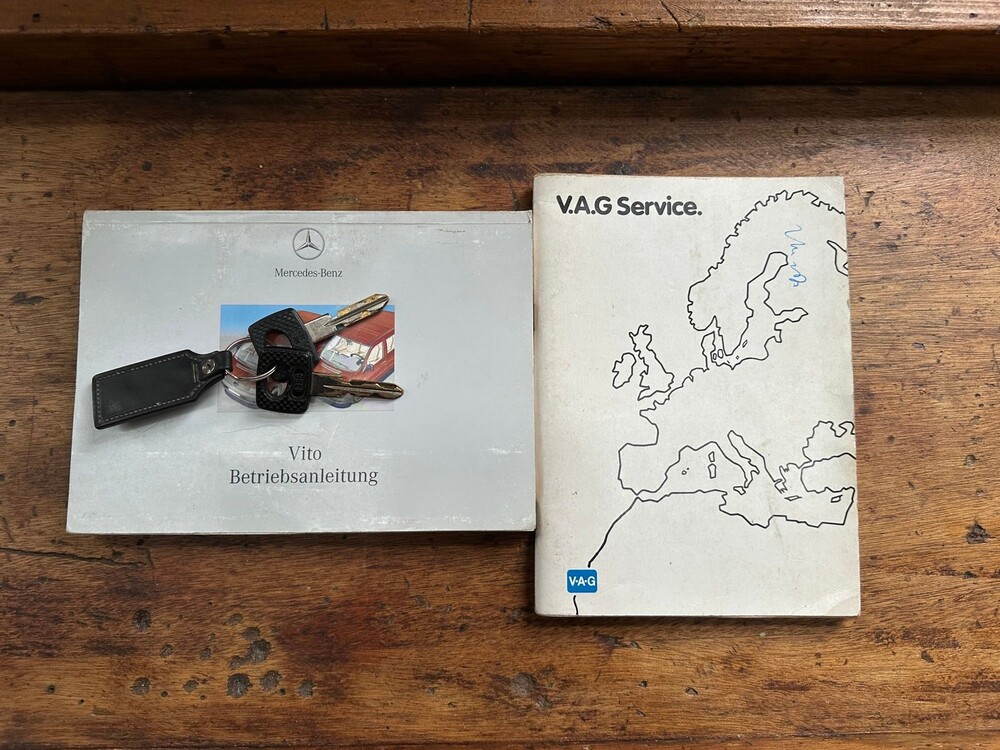 Mercedes-Benz
Vito
Betriebsanleitung
V.A.G Service.
V·A·G